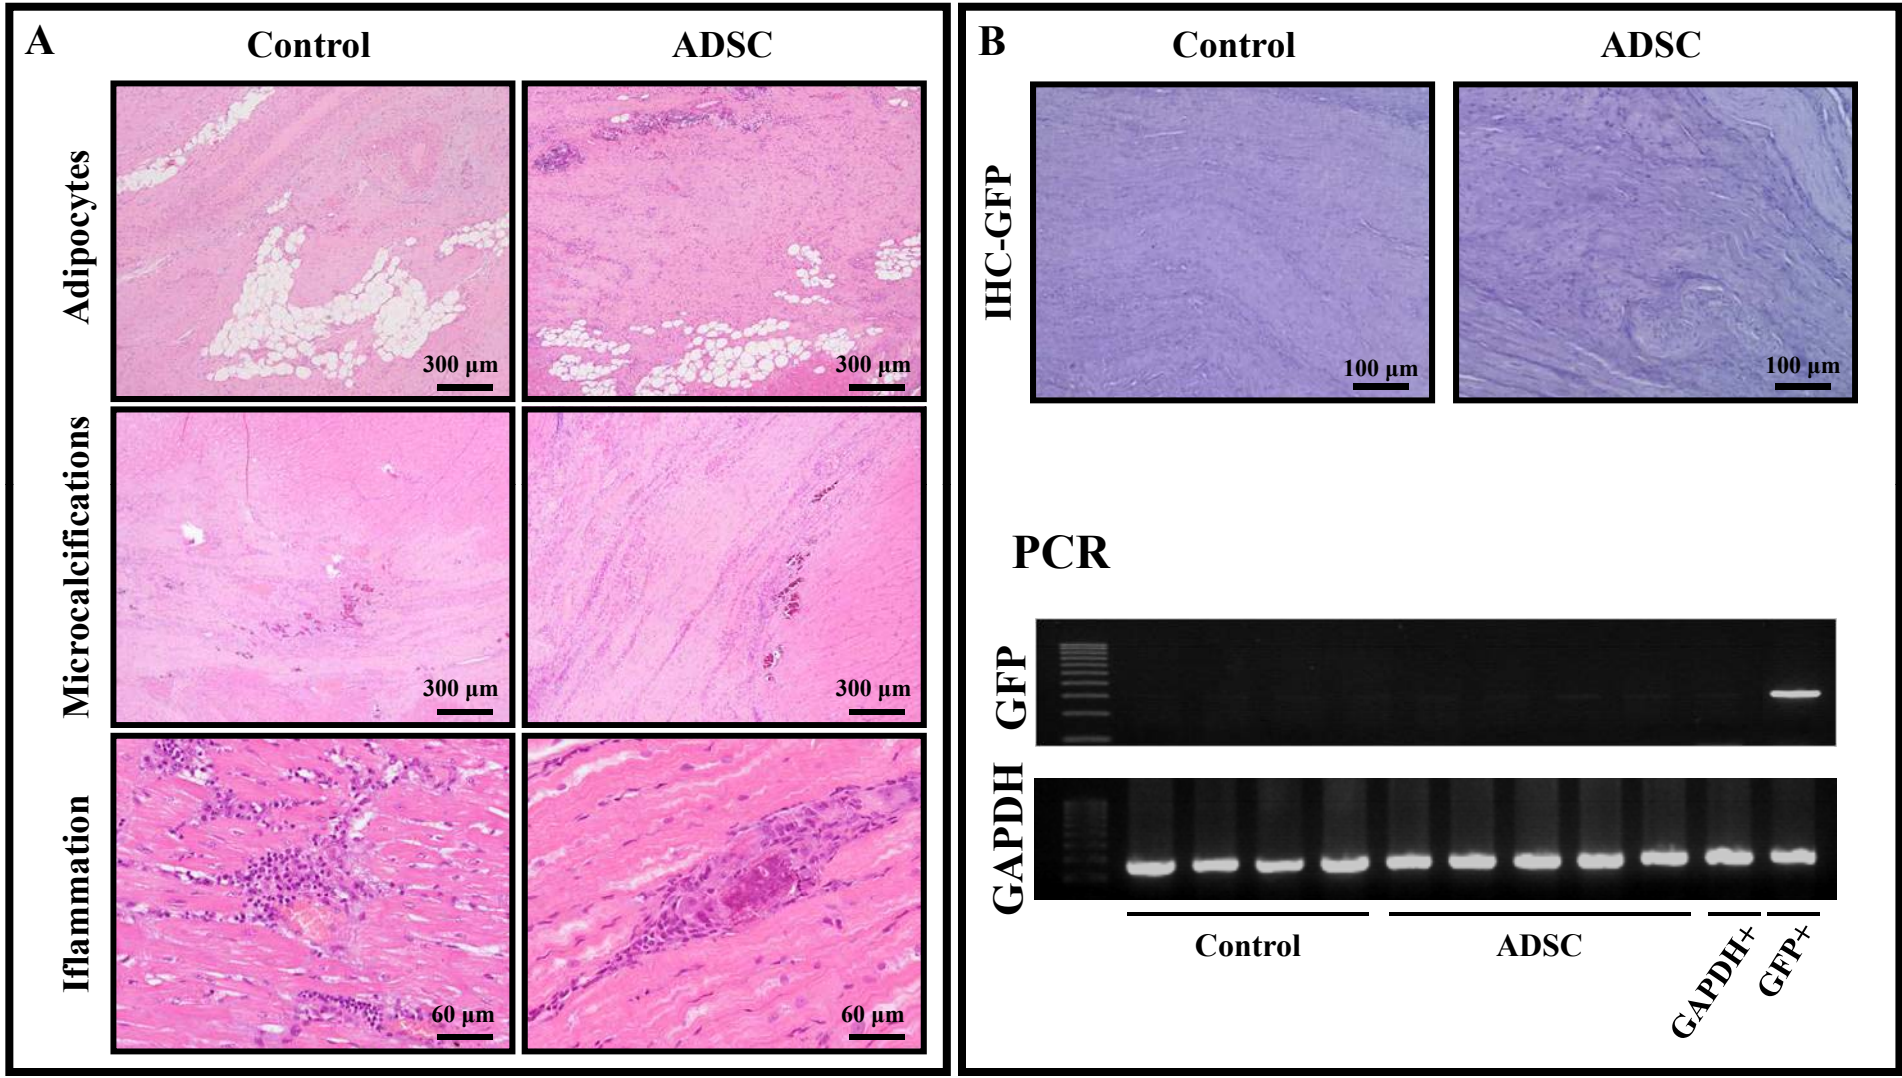 A
Control
ADSC
Adipocytes
300 µm
300 µm
Microcalcifications
300 µm
300 µm
Iflammation
60 µm
60 µm
B
Control
ADSC
IHC-GFP
100 µm
100 µm
PCR
GFP
GAPDH
Control
ADSC
GAPDH+
GFP+